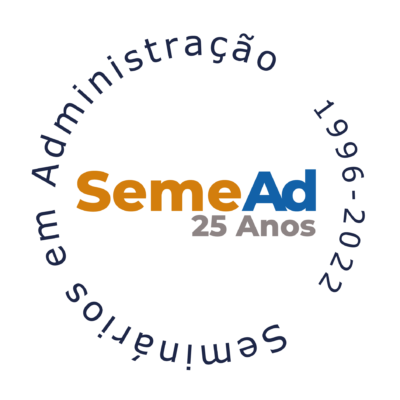 Seminários em Administração
1996-2022
SemeAd
25 Anos